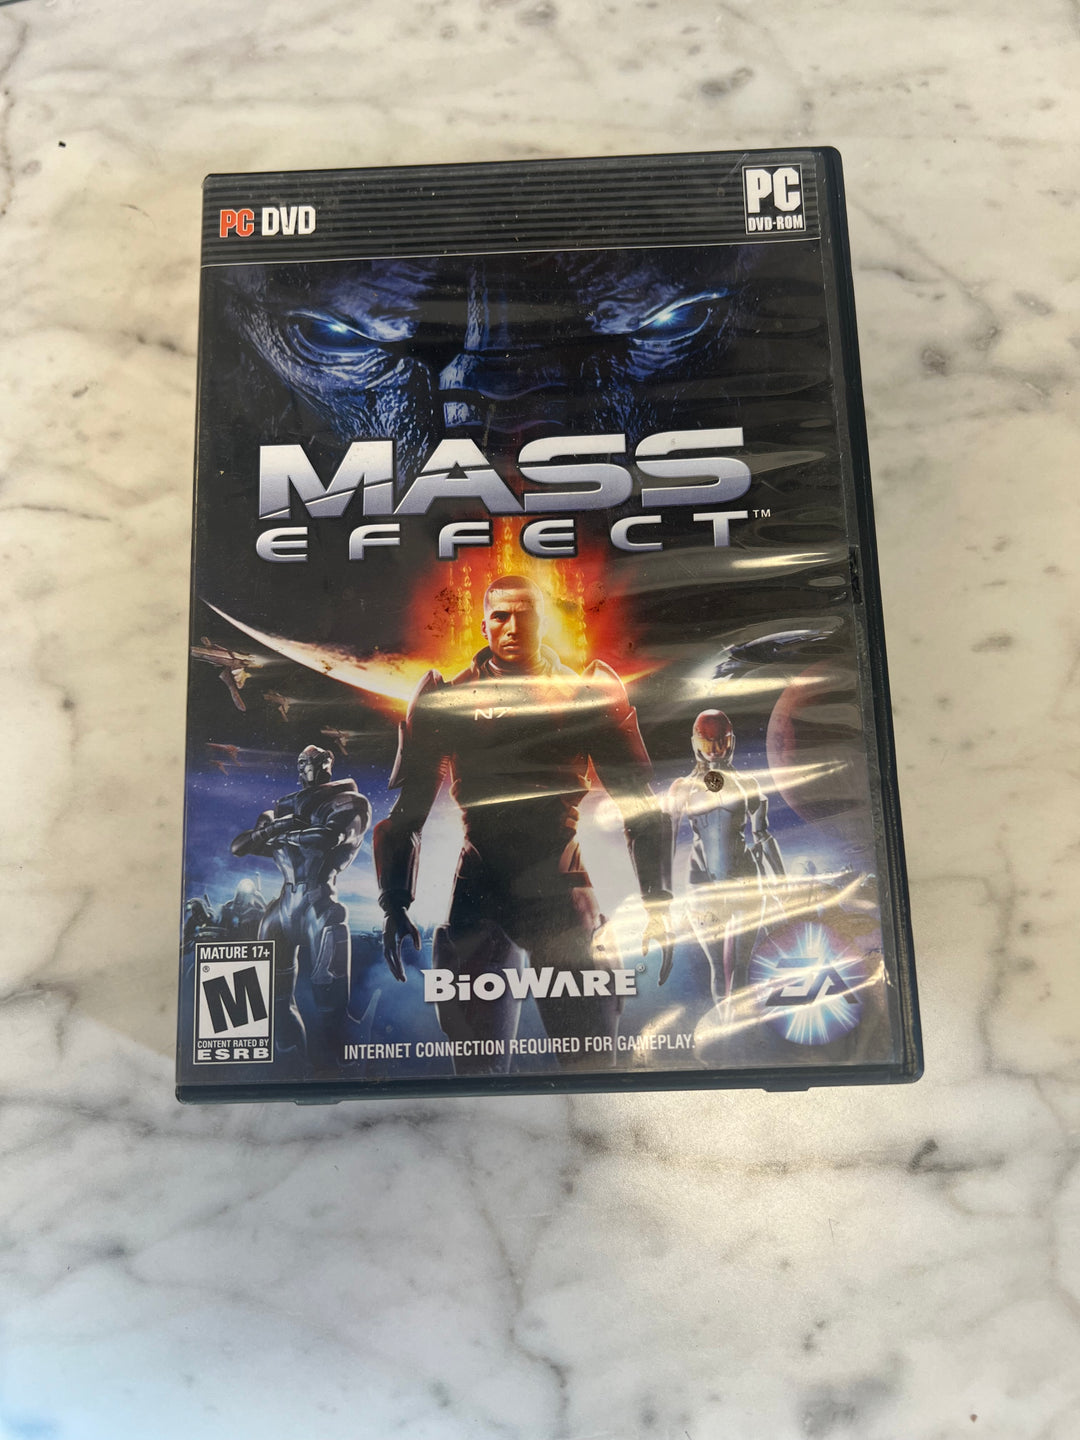 PC DVD
PC
DVD-ROM
MASS
EFFECT™
N7
MATURE 17+
M®
CONTENT RATED BY
ESRB
BIOWARE®
EA
INTERNET CONNECTION REQUIRED FOR GAMEPLAY.